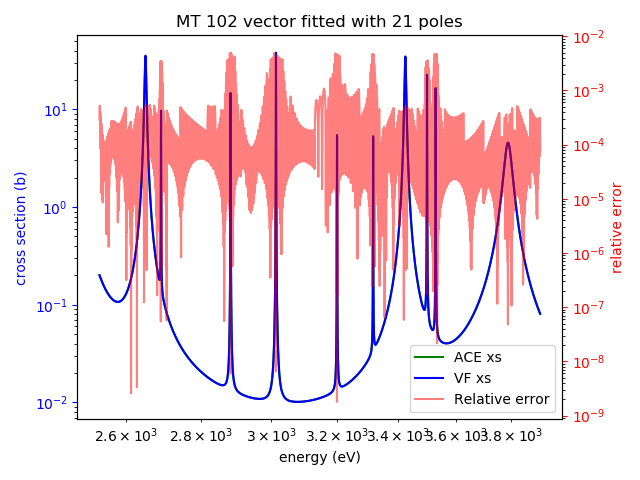 MT 102 vector fitted with 21 poles
cross section (b)
10¹
10⁰
10⁻¹
10⁻²
10⁻²
10⁻³
10⁻⁴
10⁻⁵
10⁻⁶
10⁻⁷
10⁻⁸
10⁻⁹
relative error
ACE xs
VF xs
Relative error
2.6 × 10³ 2.8 × 10³ 3 × 10³ 3.2 × 10³ 3.4 × 10³ 3.6 × 10³ 3.8 × 10³
energy (eV)